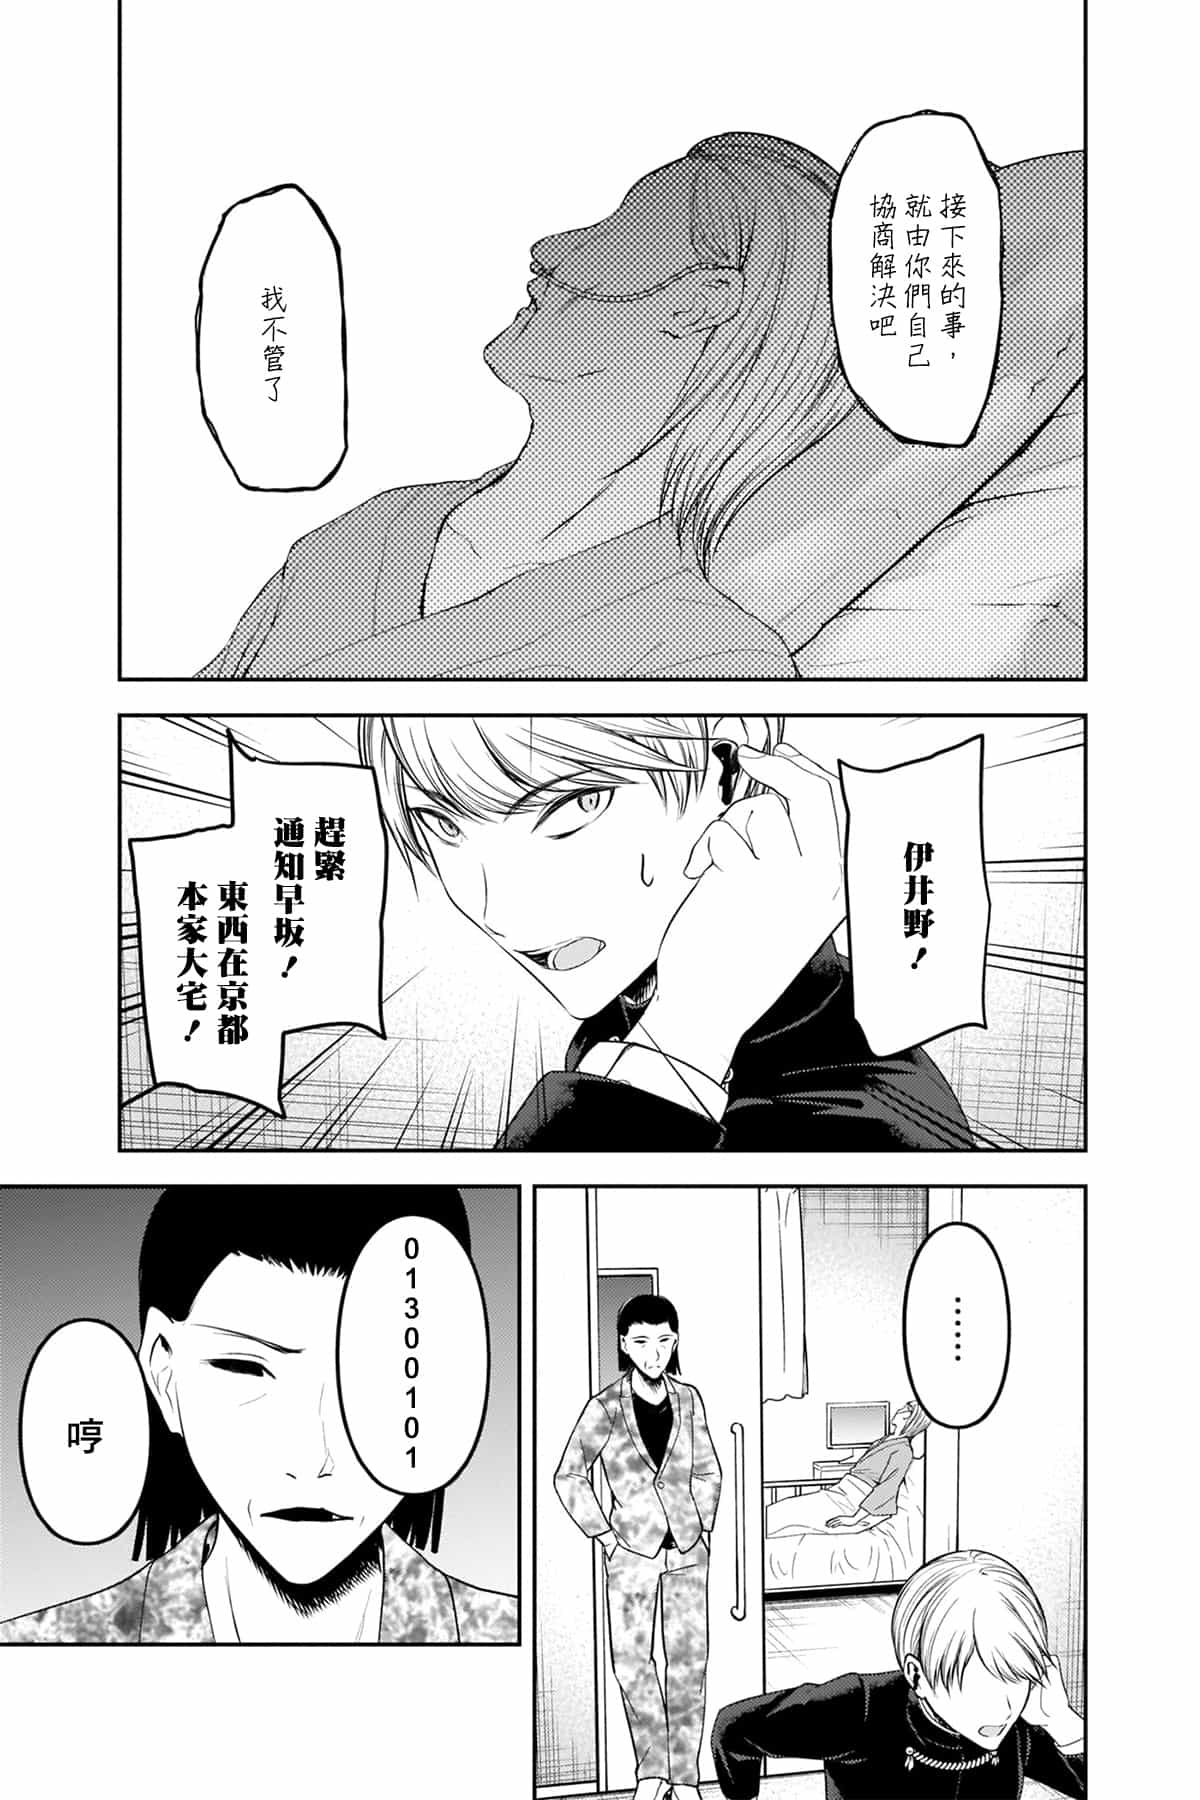 接下來的事，
就由你們自己
協商解決吧
我不管了
伊井野！
趕緊
通知早坂！
東西在京都
本家大宅！
……
01300101
哼